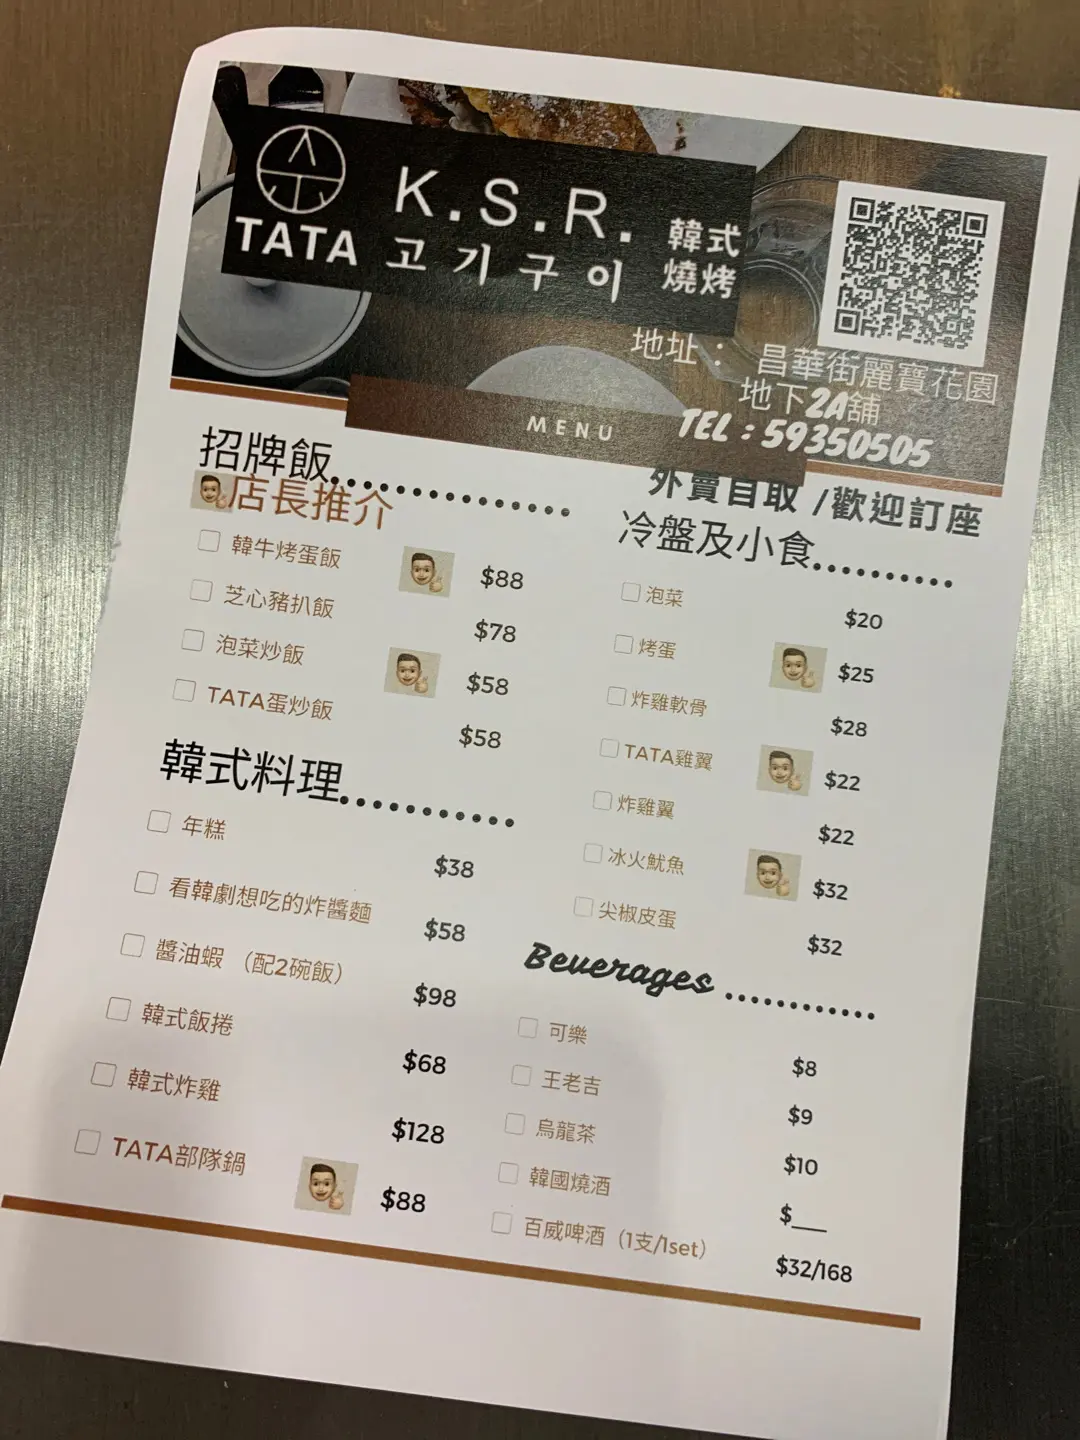 TATA
K.S.R.
고기구이
韓式
燒烤
地址： 昌華街麗寶花園
地下2A舖
TEL：59350505
MENU
外賣自取 /歡迎訂座
招牌飯..................
店長推介
韓牛烤蛋飯 $88
芝心豬扒飯 $78
泡菜炒飯 $58
TATA蛋炒飯 $58
韓式料理............
年糕 $38
看韓劇想吃的炸醬麵 $58
醬油蝦 （配2碗飯） $98
韓式飯捲 $68
韓式炸雞 $128
TATA部隊鍋 $88
冷盤及小食..........
泡菜 $20
烤蛋 $25
炸雞軟骨 $28
TATA雞翼 $22
炸雞翼 $22
冰火魷魚 $32
尖椒皮蛋 $32
Beverages ...........
可樂 $8
王老吉 $9
烏龍茶 $10
韓國燒酒 $__
百威啤酒（1支/1set） $32/168